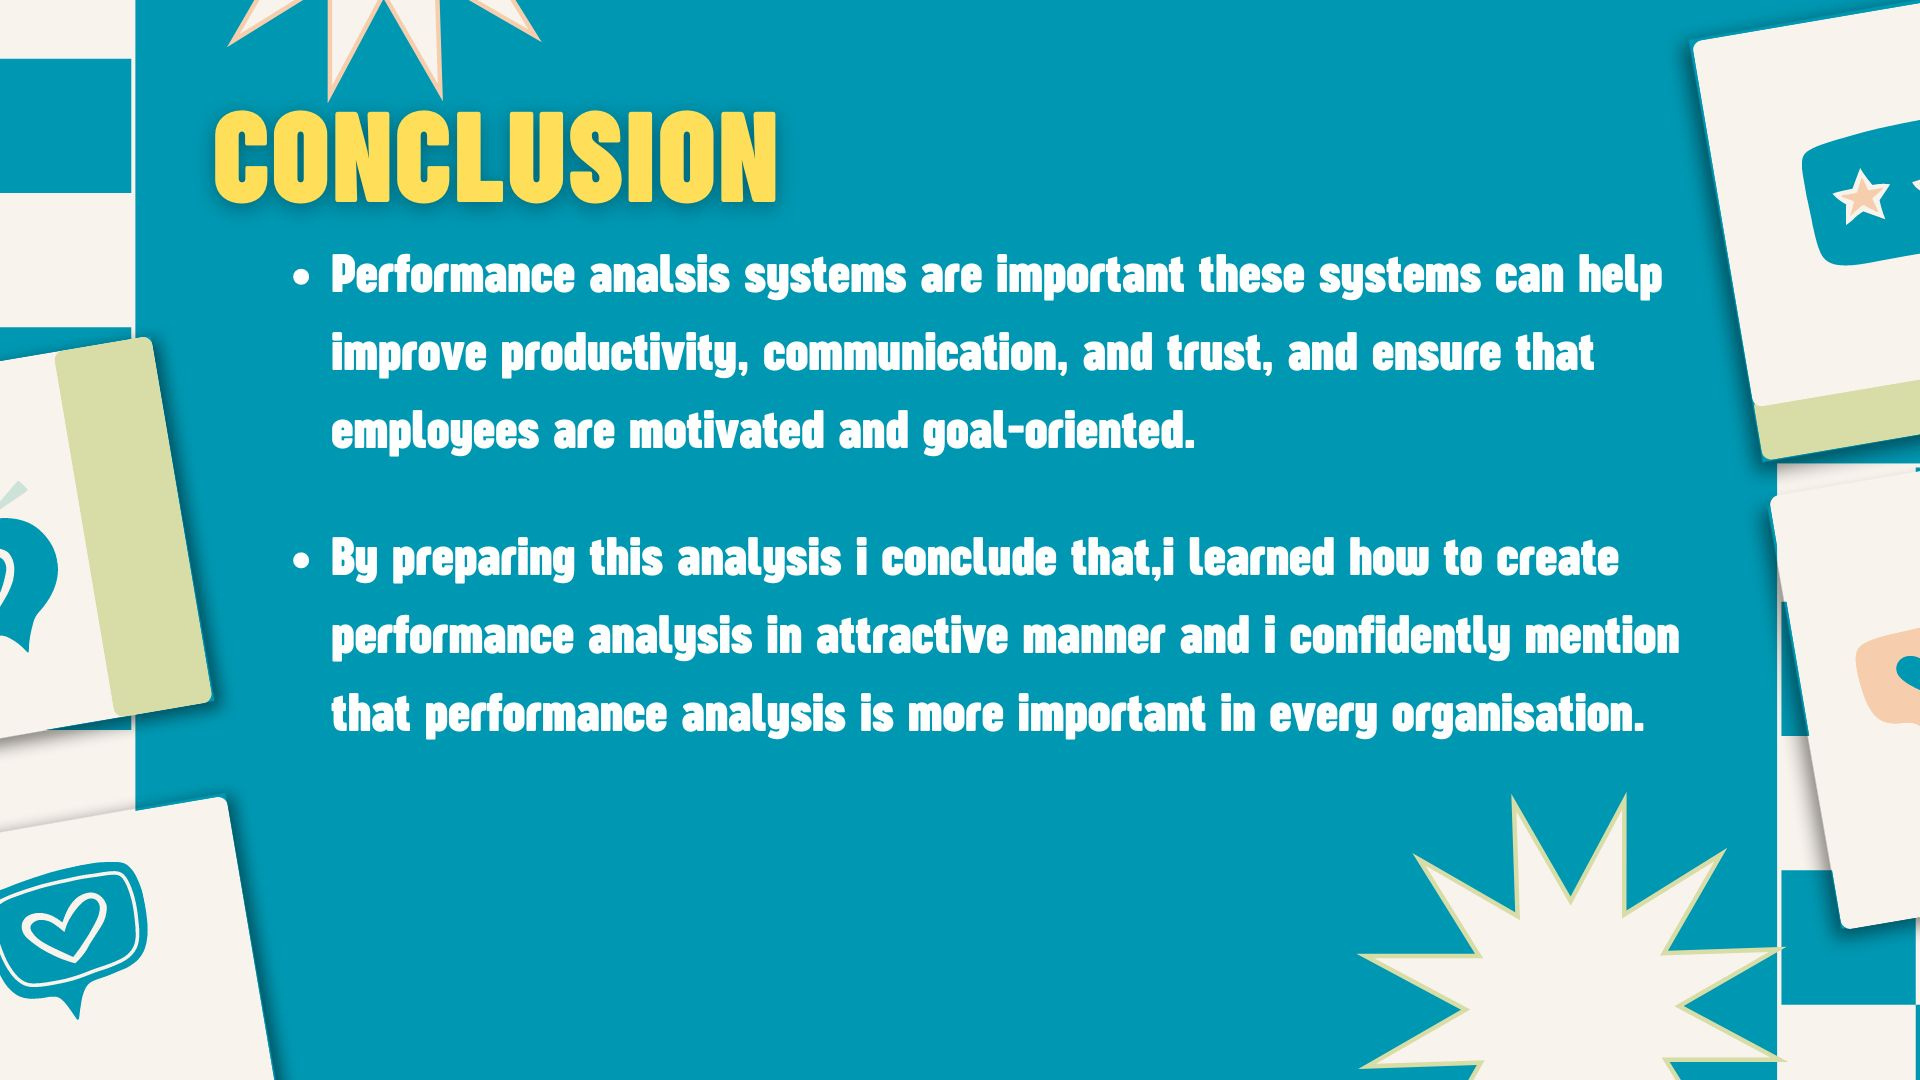 CONCLUSION
• Performance analsis systems are important these systems can help
improve productivity, communication, and trust, and ensure that
employees are motivated and goal-oriented.
• By preparing this analysis i conclude that,i learned how to create
performance analysis in attractive manner and i confidently mention
that performance analysis is more important in every organisation.